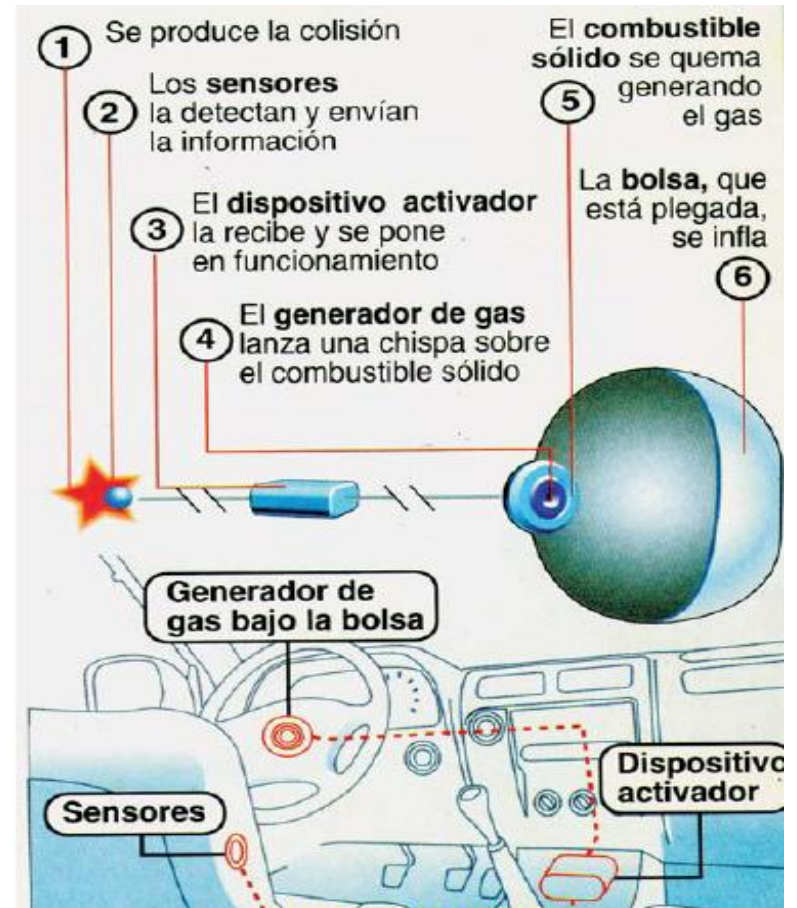 1
Se produce la colisión
2
Los sensores
la detectan y envían
la información
3
El dispositivo activador
la recibe y se pone
en funcionamiento
4
El generador de gas
lanza una chispa sobre
el combustible sólido
El combustible
sólido se quema
generando
el gas
5
La bolsa, que
está plegada,
se infla
6
Generador de
gas bajo la bolsa
Sensores
Dispositivo
activador